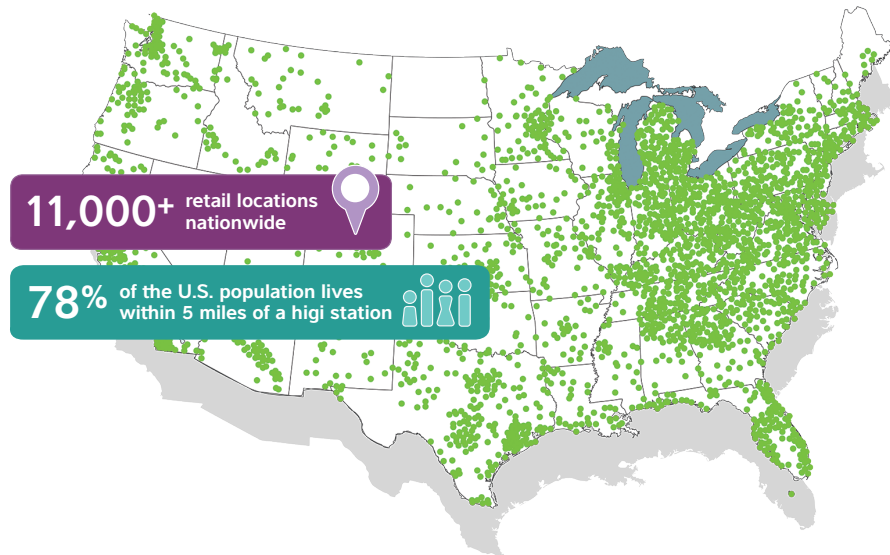 11,000+ retail locations
nationwide
78% of the U.S. population lives
within 5 miles of a higi station